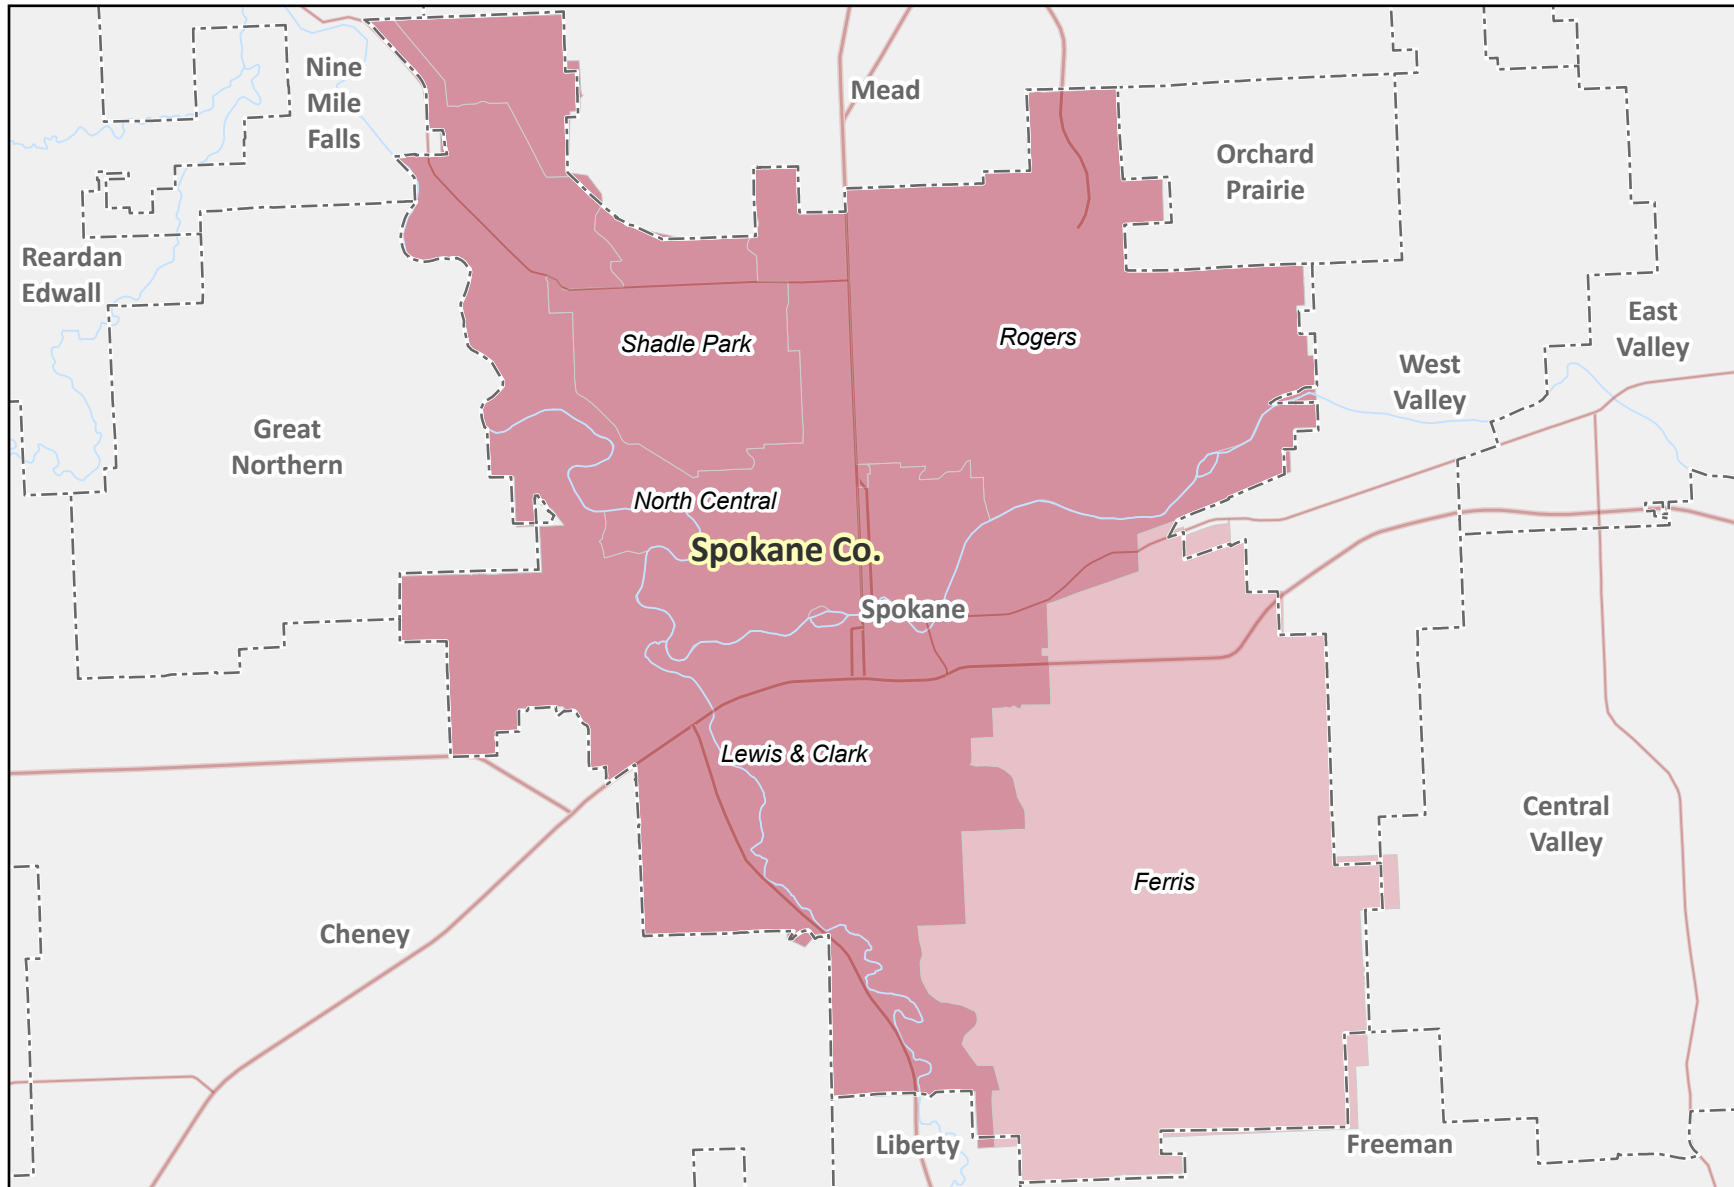 Nine
Mile
Falls
Mead
Orchard
Prairie
Reardan
Edwall
East
Valley
Shadle Park
Rogers
West
Valley
Great
Northern
North Central
Spokane Co.
Spokane
Lewis & Clark
Central
Valley
Ferris
Cheney
Liberty
Freeman